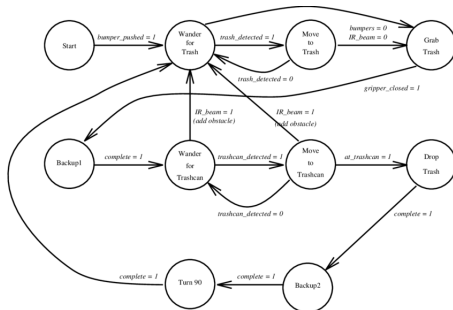 Start
bumper_pushed = 1
Wander
for
Trash
trash_detected = 1
Move
to
Trash
bumpers = 0
IR_beam = 0
Grab
Trash
trash_detected = 0
gripper_closed = 1
IR_beam = 1
(add obstacle)
IR_beam = 1
(add obstacle)
Backup1
complete = 1
Wander
for
Trashcan
trashcan_detected = 1
Move
to
Trashcan
at_trashcan = 1
Drop
Trash
trashcan_detected = 0
complete = 1
complete = 1
Turn 90
complete = 1
Backup2